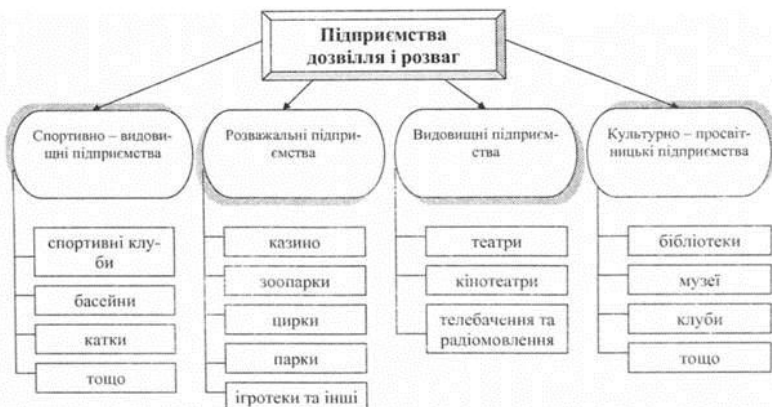 Підприємства
дозвілля і розваг
Спортивно – видови-
щні підприємства
Розважальні підпри-
ємства
Видовищні підприєм-
ства
Культурно – просвіт-
ницькі підприємства
спортивні клу-
би
басейни
катки
тощо
казино
зоопарки
цирки
парки
ігротеки та інші
театри
кінотеатри
телебачення та
радіомовлення
бібліотеки
музеї
клуби
тощо